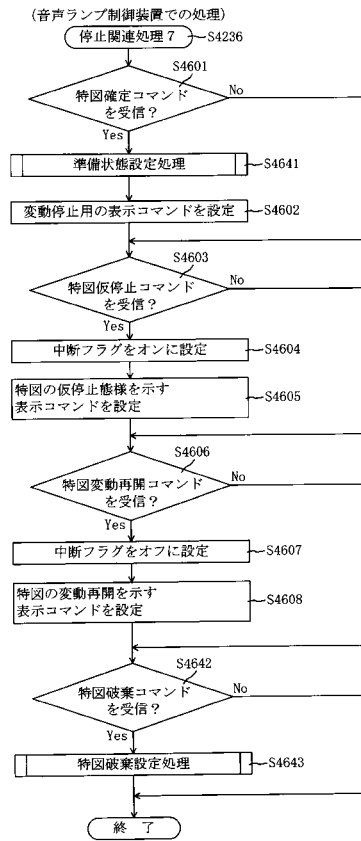 (音声ランプ制御装置での処理)
停止関連処理7
S4236
S4601
特図確定コマンド
を受信?
No
Yes
準備状態設定処理
S4641
変動停止用の表示コマンドを設定
S4602
S4603
特図仮停止コマンド
を受信?
No
Yes
中断フラグをオンに設定
S4604
特図の仮停止態様を示す
表示コマンドを設定
S4605
S4606
特図変動再開コマンド
を受信?
No
Yes
中断フラグをオフに設定
S4607
特図の変動再開を示す
表示コマンドを設定
S4608
S4642
特図破棄コマンド
を受信?
No
Yes
特図破棄設定処理
S4643
終 了